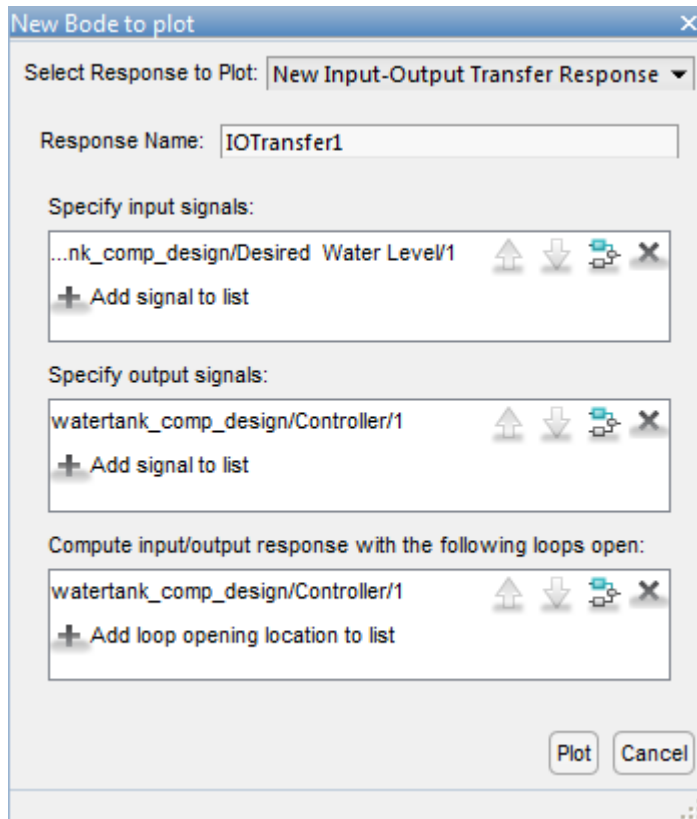 New Bode to plot
Select Response to Plot: New Input-Output Transfer Response
Response Name: IOTransfer1
Specify input signals:
...nk_comp_design/Desired Water Level/1
Add signal to list
Specify output signals:
watertank_comp_design/Controller/1
Add signal to list
Compute input/output response with the following loops open:
watertank_comp_design/Controller/1
Add loop opening location to list
Plot Cancel